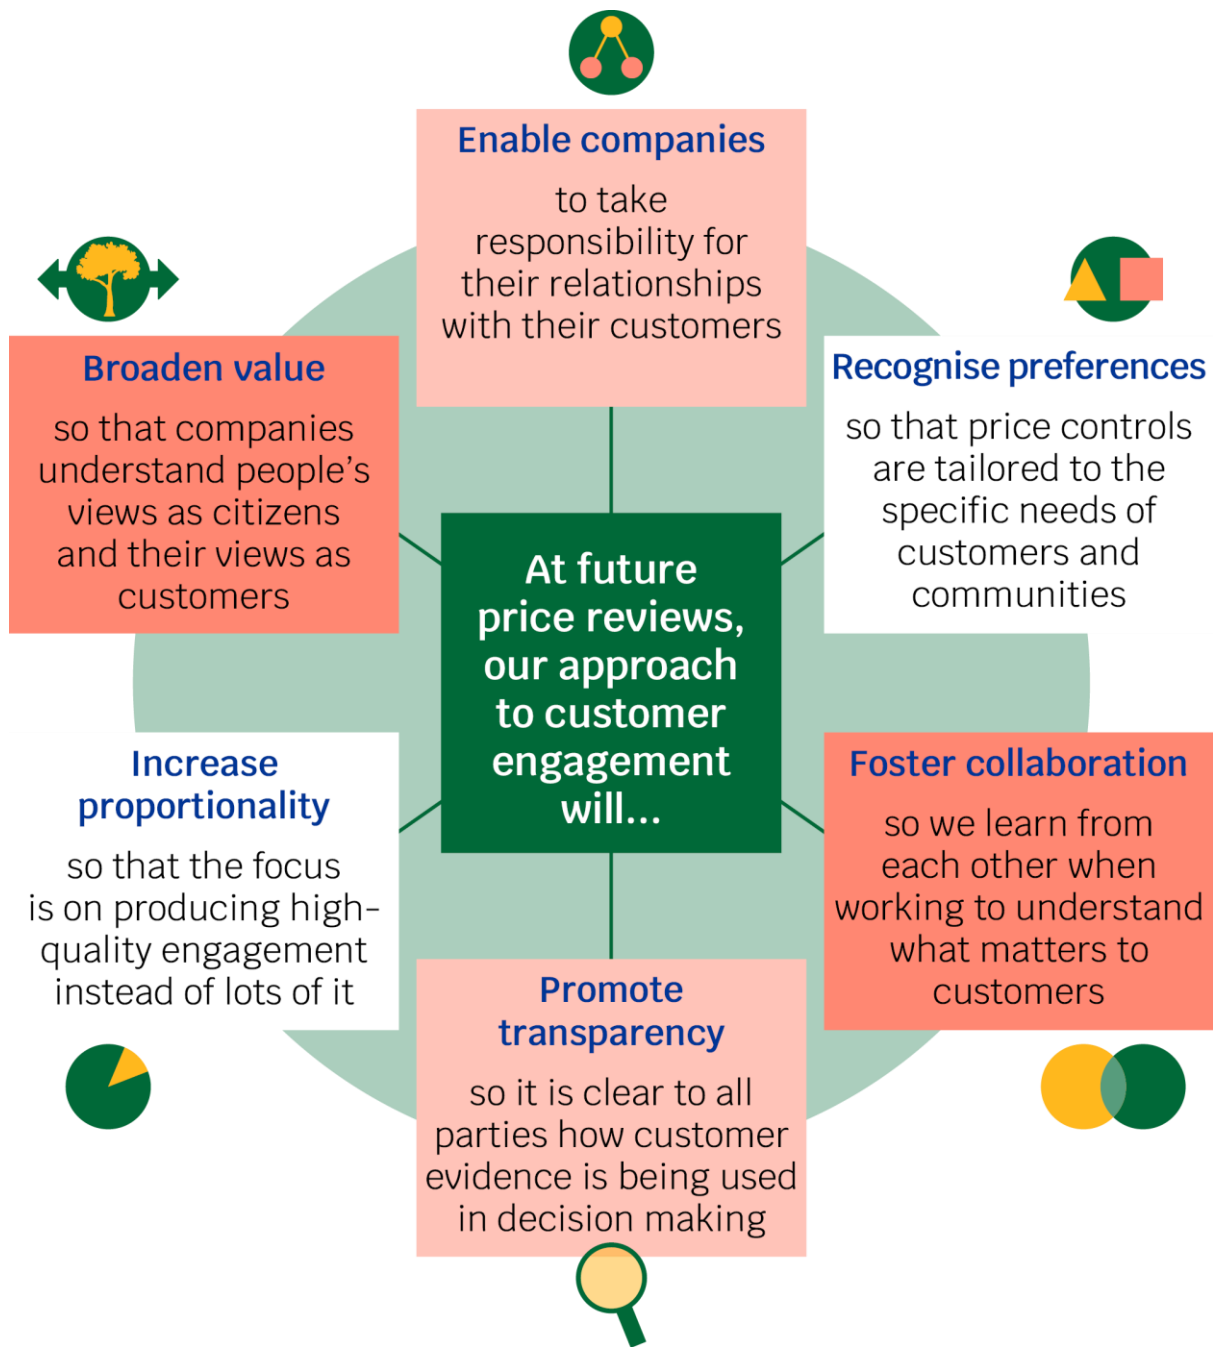 Enable companies
to take
responsibility for
their relationships
with their customers
Broaden value
so that companies
understand people's
views as citizens
and their views as
customers
Recognise preferences
so that price controls
are tailored to the
specific needs of
customers and
communities
At future
price reviews,
our approach
to customer
engagement
will...
Increase
proportionality
so that the focus
is on producing high-
quality engagement
instead of lots of it
Foster collaboration
so we learn from
each other when
working to understand
what matters to
customers
Promote
transparency
so it is clear to all
parties how customer
evidence is being used
in decision making